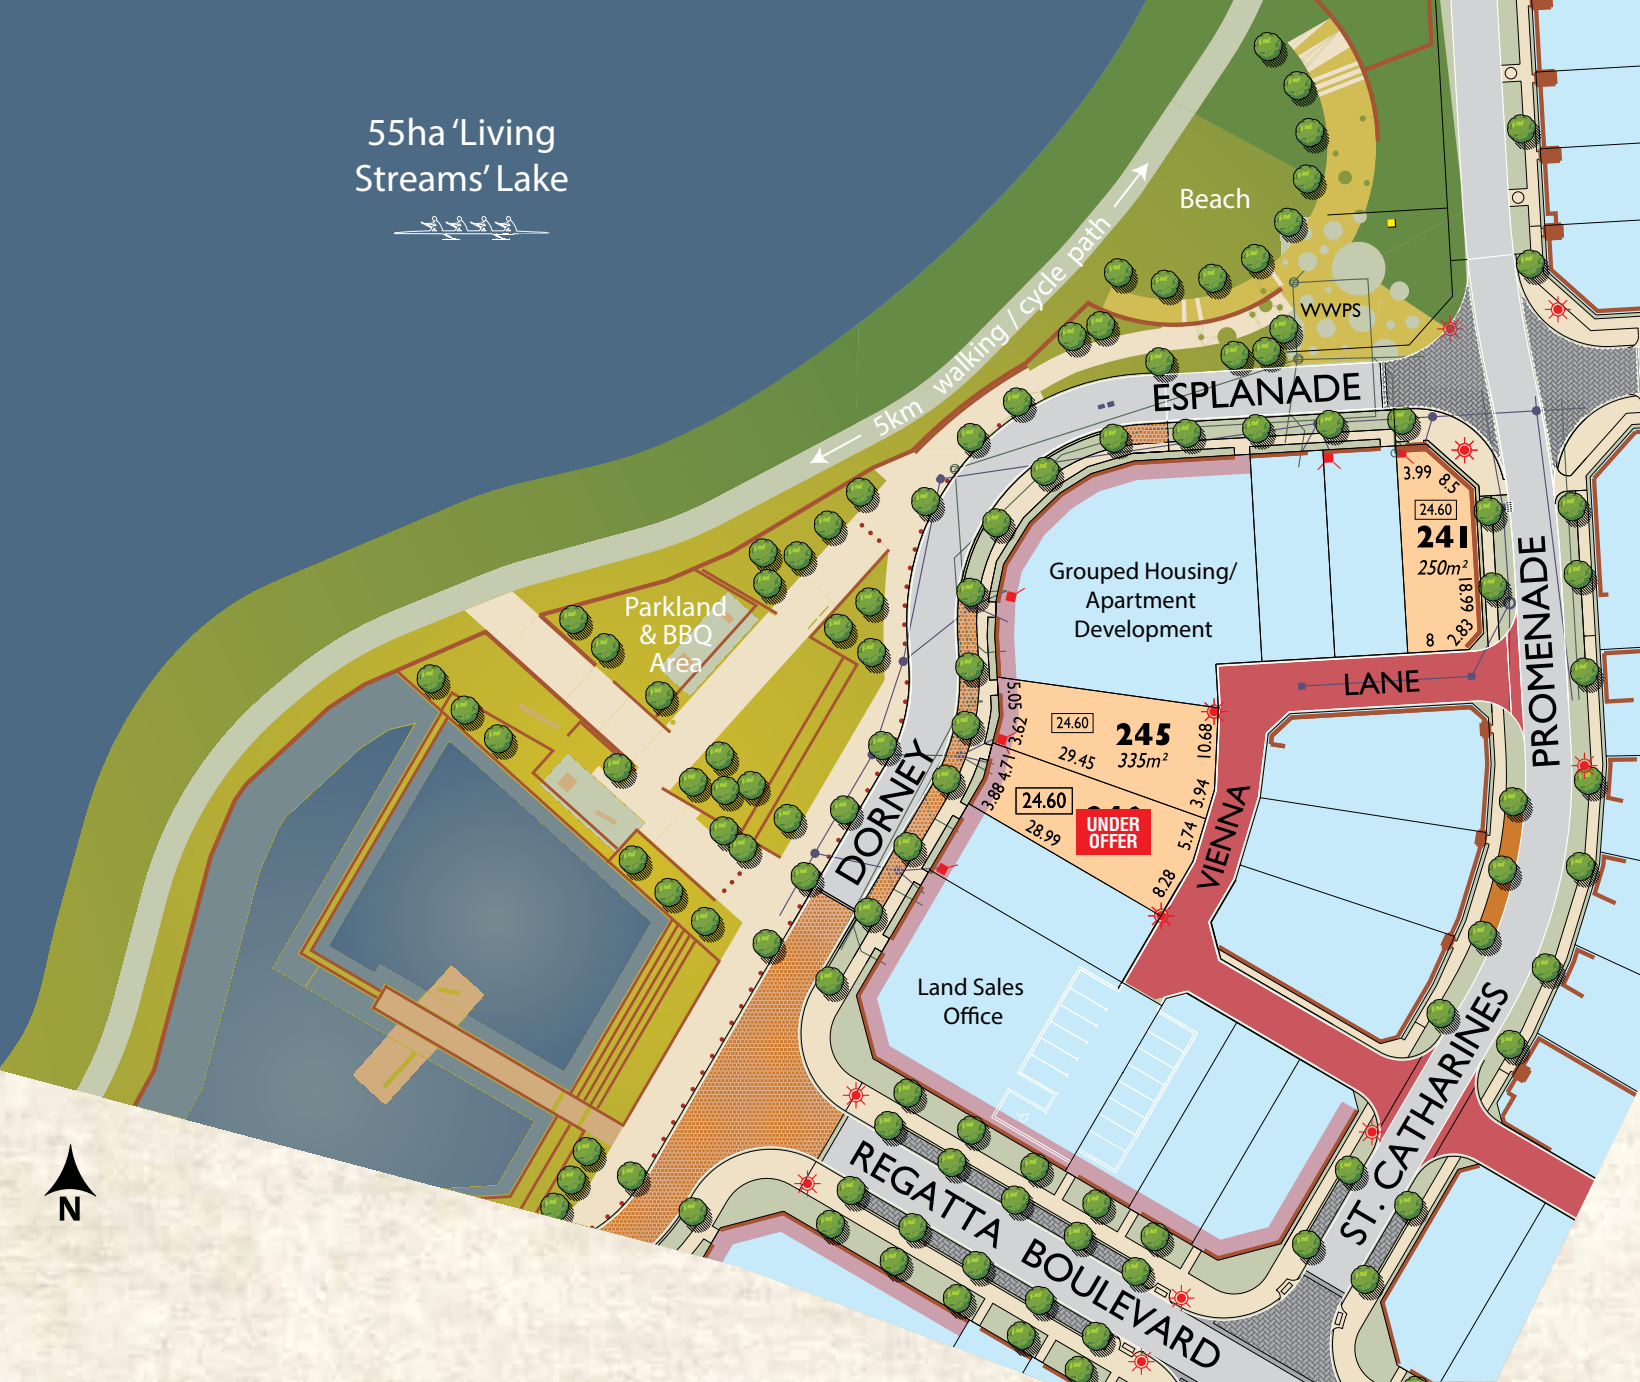 55ha 'Living
Streams' Lake
Beach
5km walking / cycle path
WWPS
ESPLANADE
3.99
8.5
24.60
241
250m²
18.99
8
2.83
PROMENADE
Grouped Housing/
Apartment
Development
Parkland
& BBQ
Area
LANE
5.05
3.62
24.60
245
335m²
29.45
10.68
DORNEY
4.71
3.88
24.60
UNDER
OFFER
28.99
3.94
5.74
8.28
VIENNA
Land Sales
Office
ST. CATHARINES
REGATTA BOULEVARD
N